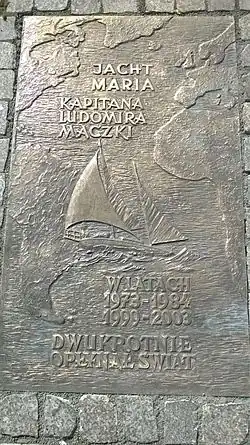 JACHT
MARIA
KAPITANA
LUDOMIRA
MĄCZKI
W LATACH
1973-1984
1999-2003
DWUKROTNIE
OPŁYNĄŁ ŚWIAT